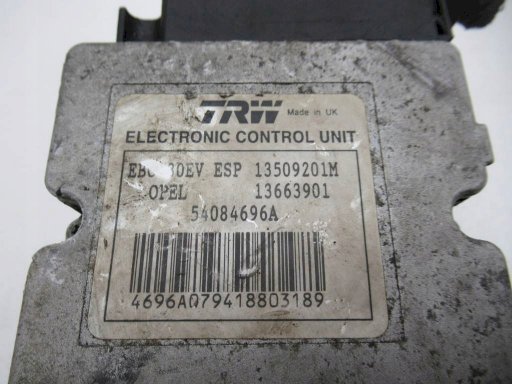 TRW Made in UK
ELECTRONIC CONTROL UNIT
ESP 13509201M
OPEL 13663901
54084696A
4696AQ79418803189